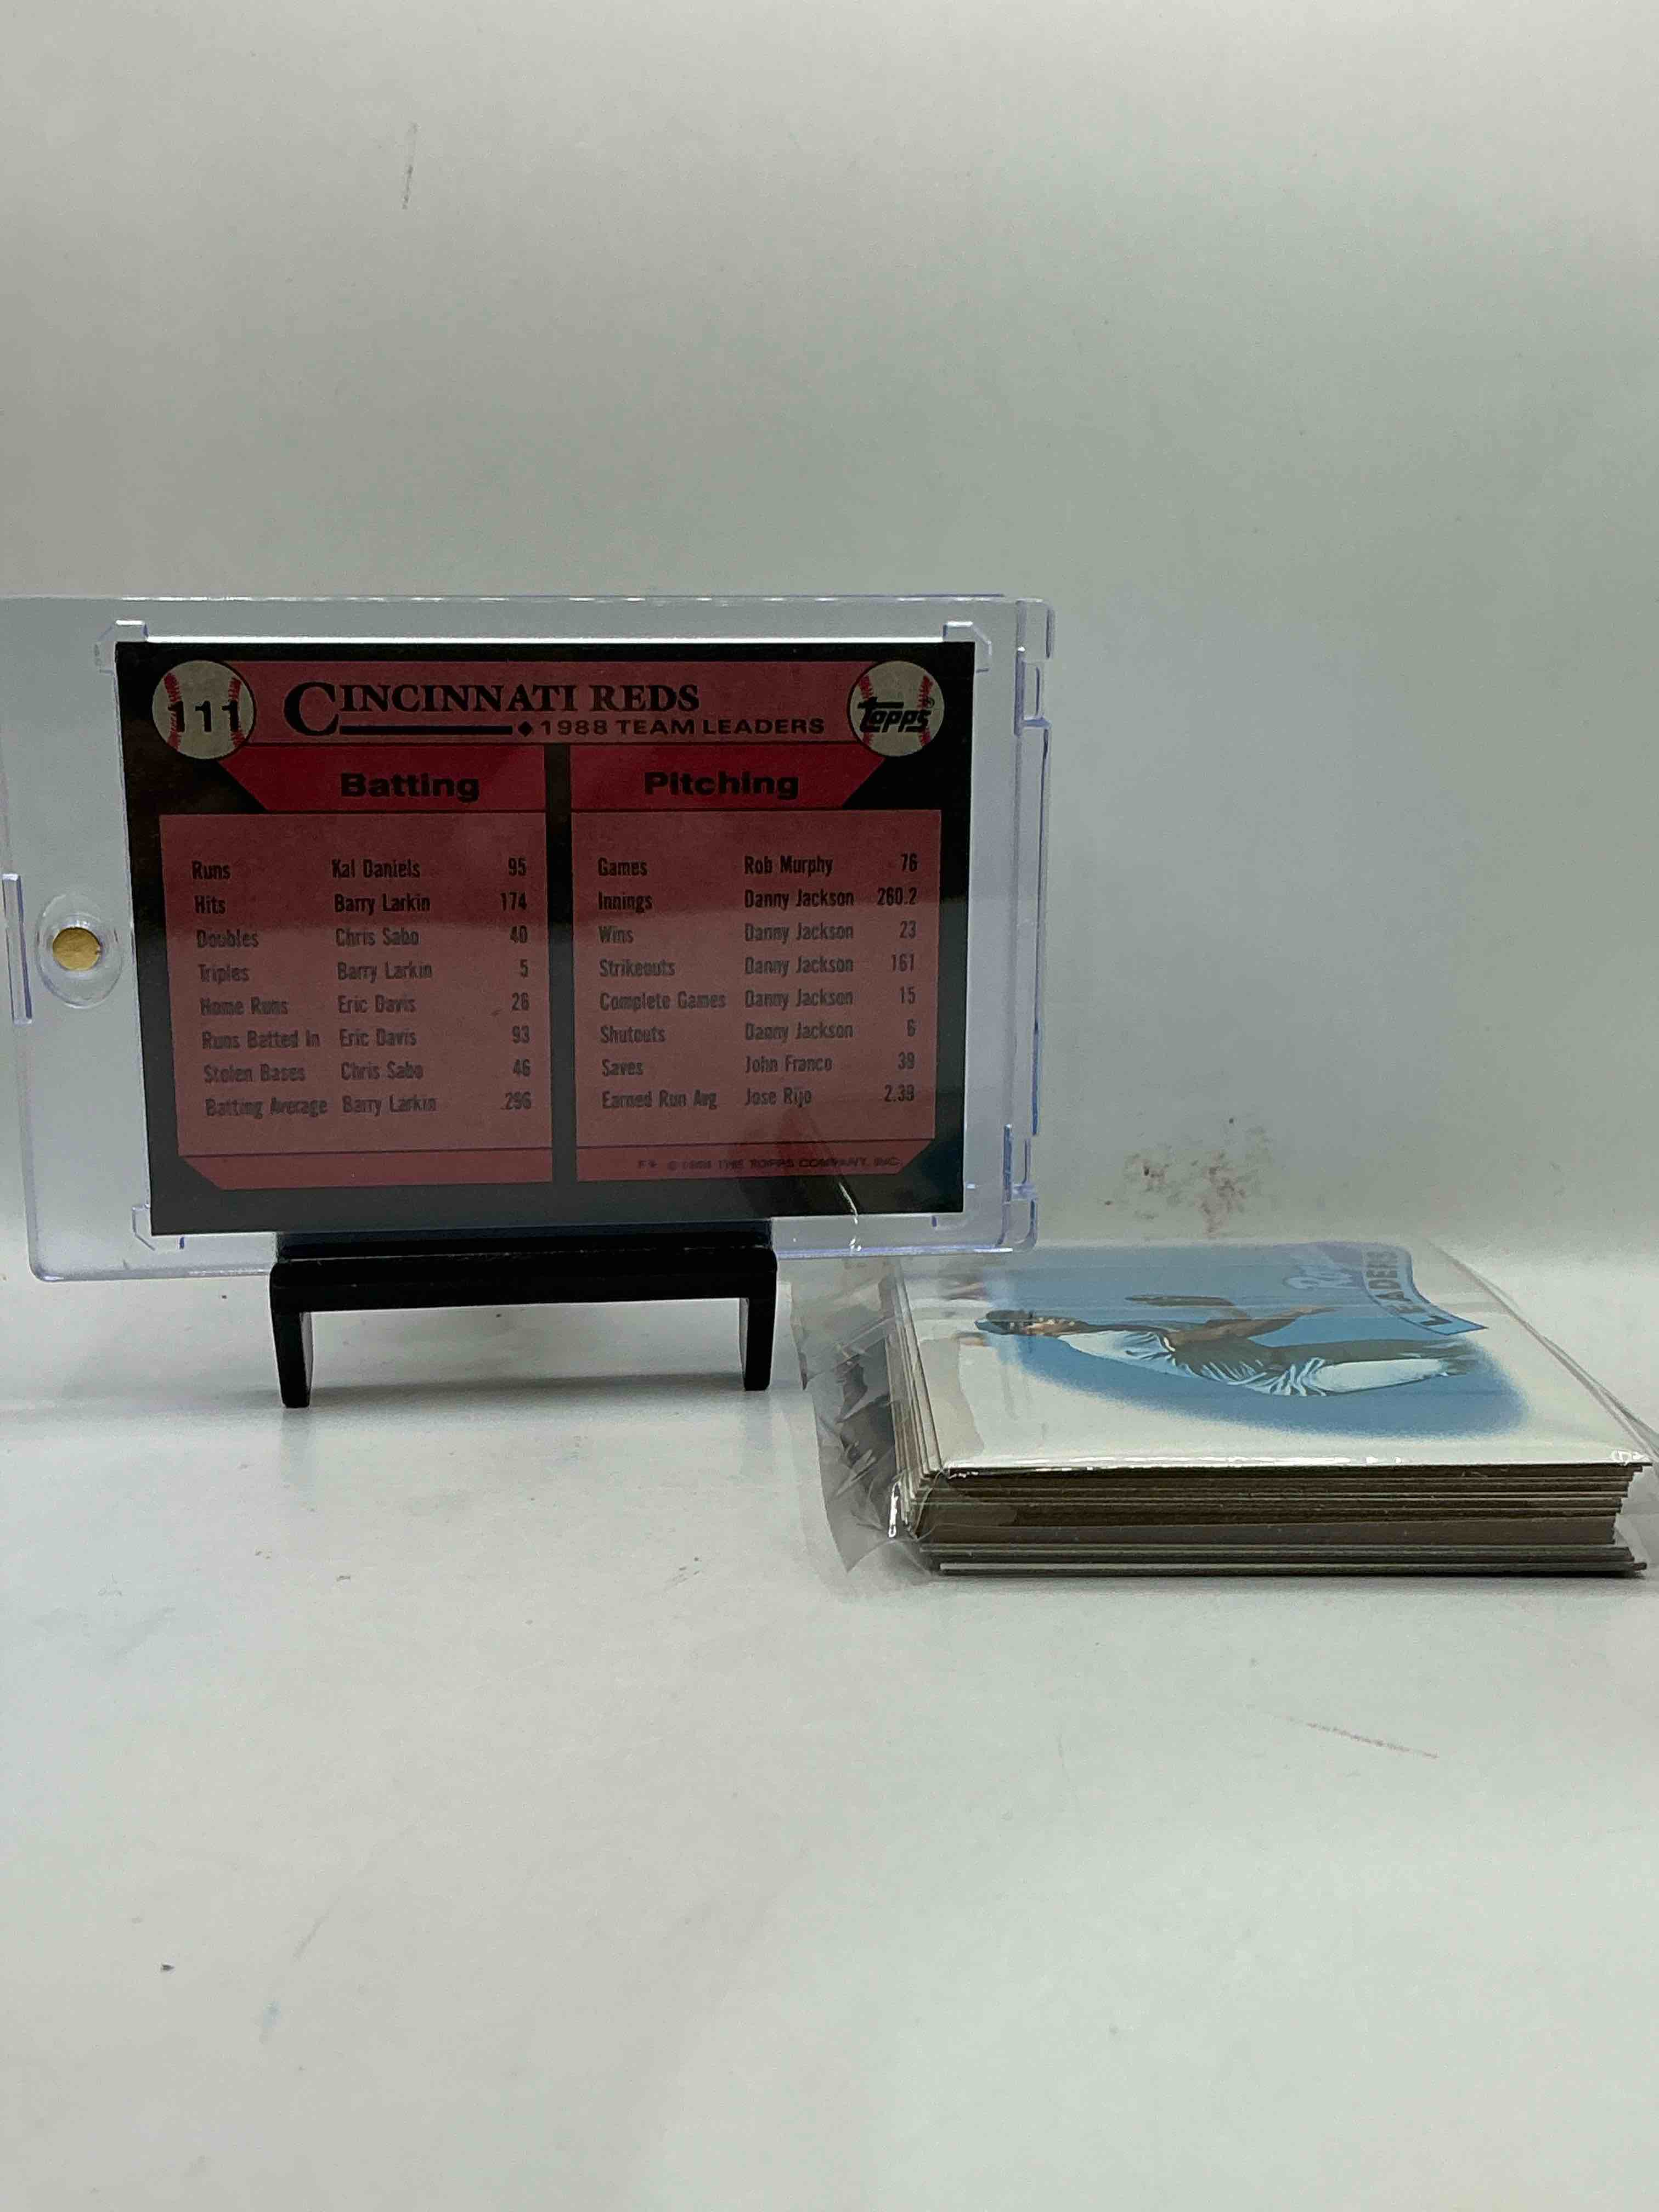 111
CINCINNATI REDS
1988 TEAM LEADERS
topps®
Batting
Runs Kal Daniels 95
Hits Barry Larkin 174
Doubles Chris Sabo 40
Triples Barry Larkin 5
Home Runs Eric Davis 26
Runs Batted In Eric Davis 93
Stolen Bases Chris Sabo 46
Batting Average Barry Larkin .296
Pitching
Games Rob Murphy 76
Innings Danny Jackson 260.2
Wins Danny Jackson 23
Strikeouts Danny Jackson 161
Complete Games Danny Jackson 15
Shutouts Danny Jackson 6
Saves John Franco 39
Earned Run Avg Jose Rijo 2.39
THE TOPPS COMPANY, INC.
LEADERS